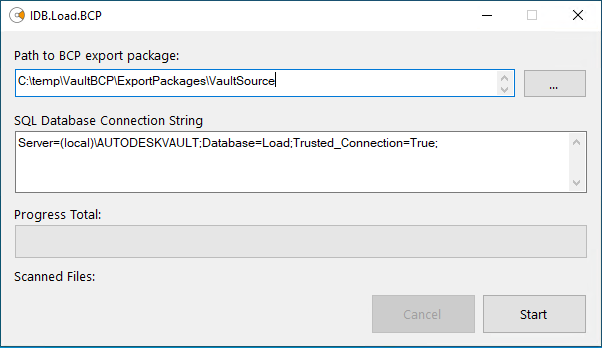 IDB.Load.BCP
Path to BCP export package:
C:\temp\VaultBCP\ExportPackages\VaultSource
...
SQL Database Connection String
Server=(local)\AUTODESKVAULT;Database=Load;Trusted_Connection=True;
Progress Total:
Scanned Files:
Cancel
Start